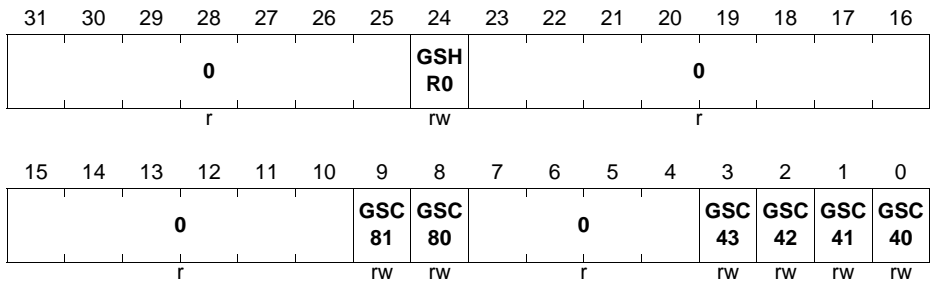 31 30 29 28 27 26 25 24 23 22 21 20 19 18 17 16
0 GSH R0 0
r rw r
15 14 13 12 11 10 9 8 7 6 5 4 3 2 1 0
0 GSC 81 GSC 80 0 GSC 43 GSC 42 GSC 41 GSC 40
r rw rw r rw rw rw rw